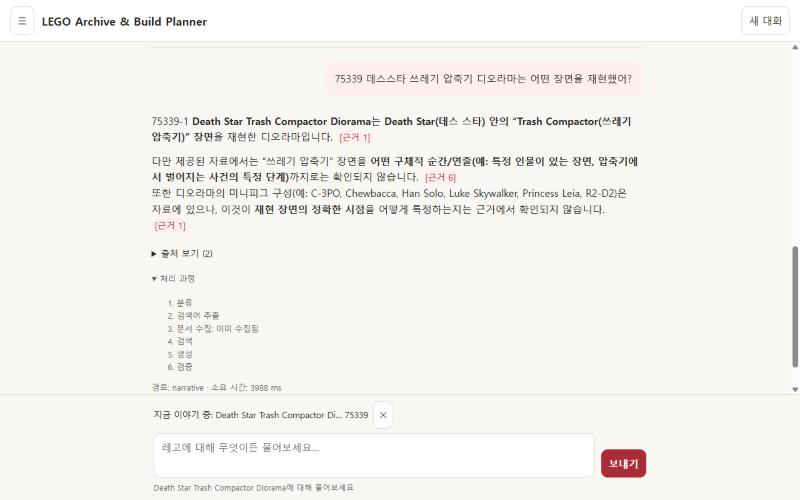 ☰ LEGO Archive & Build Planner 새 대화
75339 데스스타 쓰레기 압축기 디오라마는 어떤 장면을 재현했어?
75339-1 Death Star Trash Compactor Diorama는 Death Star(데스 스타) 안의 “Trash Compactor(쓰레기
압축기)” 장면을 재현한 디오라마입니다. [근거 1]
다만 제공된 자료에서는 “쓰레기 압축기” 장면을 어떤 구체적 순간/연출(예: 특정 인물이 있는 장면, 압축기에
서 벌어지는 사건의 특정 단계)까지로는 확인되지 않습니다. [근거 6]
또한 디오라마의 미니피그 구성(예: C-3PO, Chewbacca, Han Solo, Luke Skywalker, Princess Leia, R2-D2)은
자료에 있으나, 이것이 재현 장면의 정확한 시점을 어떻게 특정하는지는 근거에서 확인되지 않습니다.
[근거 1]
▶ 출처 보기 (2)
▼ 처리 과정
1. 분류
2. 검색어 추출
3. 문서 수집: 이미 수집됨
4. 검색
5. 생성
6. 검증
경로: narrative · 소요 시간: 3988 ms
지금 이야기 중: Death Star Trash Compactor Di... 75339 ×
레고에 대해 무엇이든 물어보세요...
보내기
Death Star Trash Compactor Diorama에 대해 물어보세요